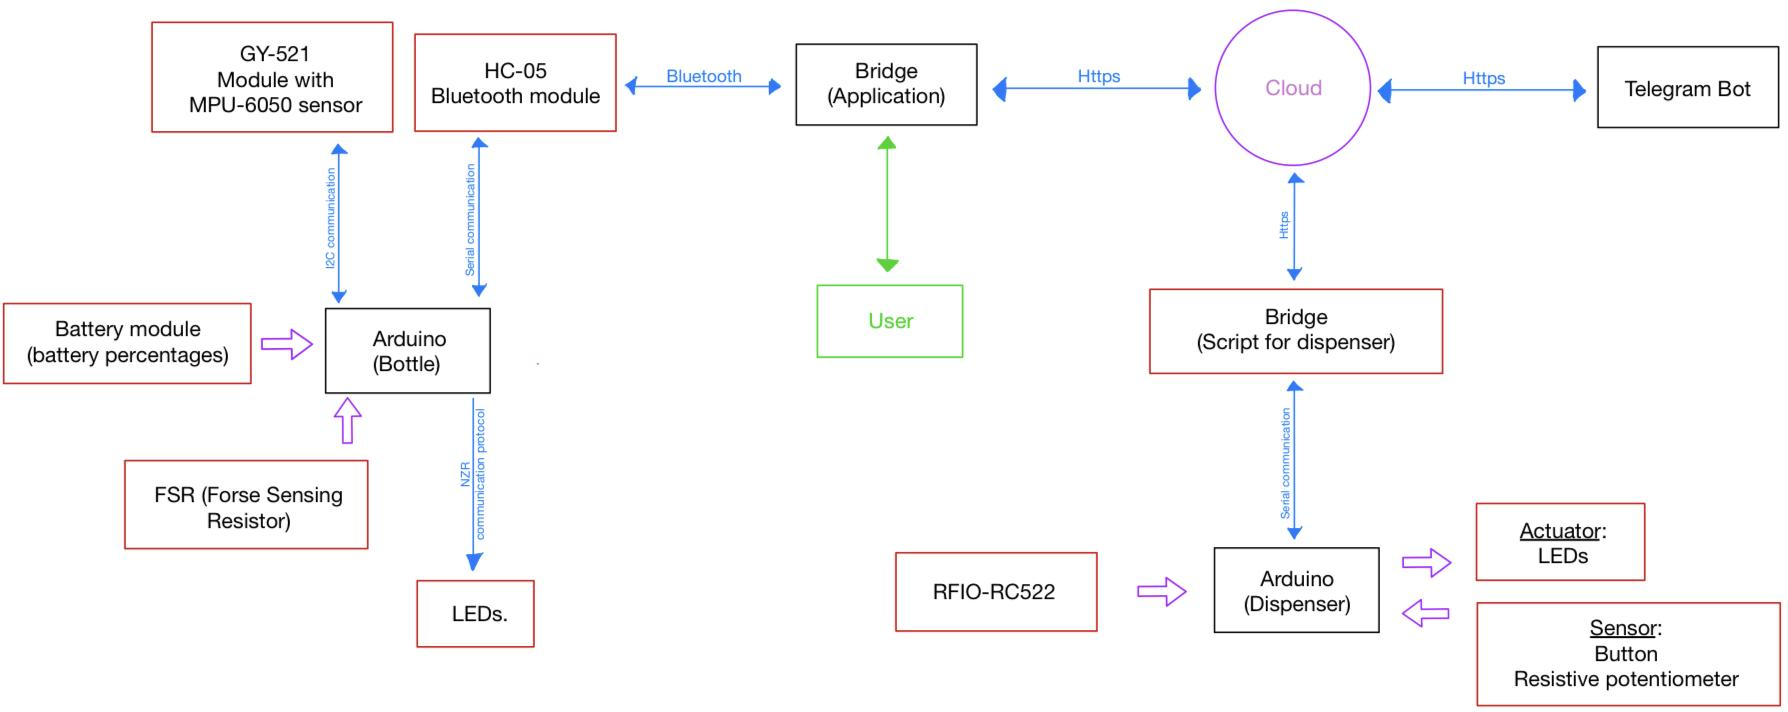 GY-521
Module with
MPU-6050 sensor
HC-05
Bluetooth module
Bluetooth
Bridge
(Application)
Https
Cloud
Https
Telegram Bot
I2C communication
Serial communication
Https
Battery module
(battery percentages)
Arduino
(Bottle)
User
Bridge
(Script for dispenser)
FSR (Forse Sensing
Resistor)
NZR
communication protocol
Serial communication
LEDs.
RFIO-RC522
Arduino
(Dispenser)
Actuator:
LEDs
Sensor:
Button
Resistive potentiometer